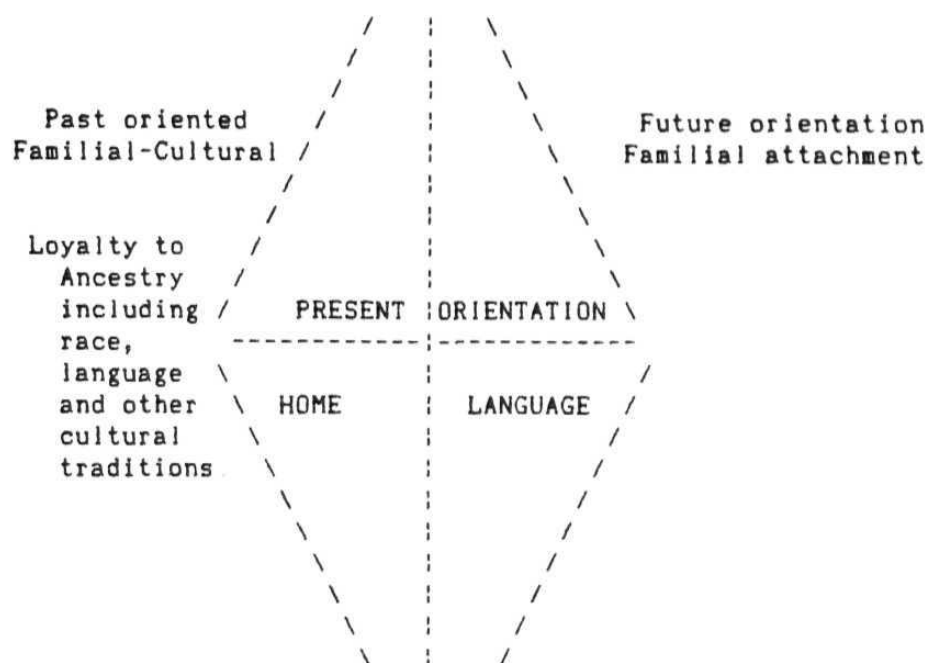 Past oriented
Familial-Cultural
Future orientation
Familial attachment
Loyalty to
Ancestry
including
race,
language
and other
cultural
traditions
PRESENT ORIENTATION
HOME LANGUAGE